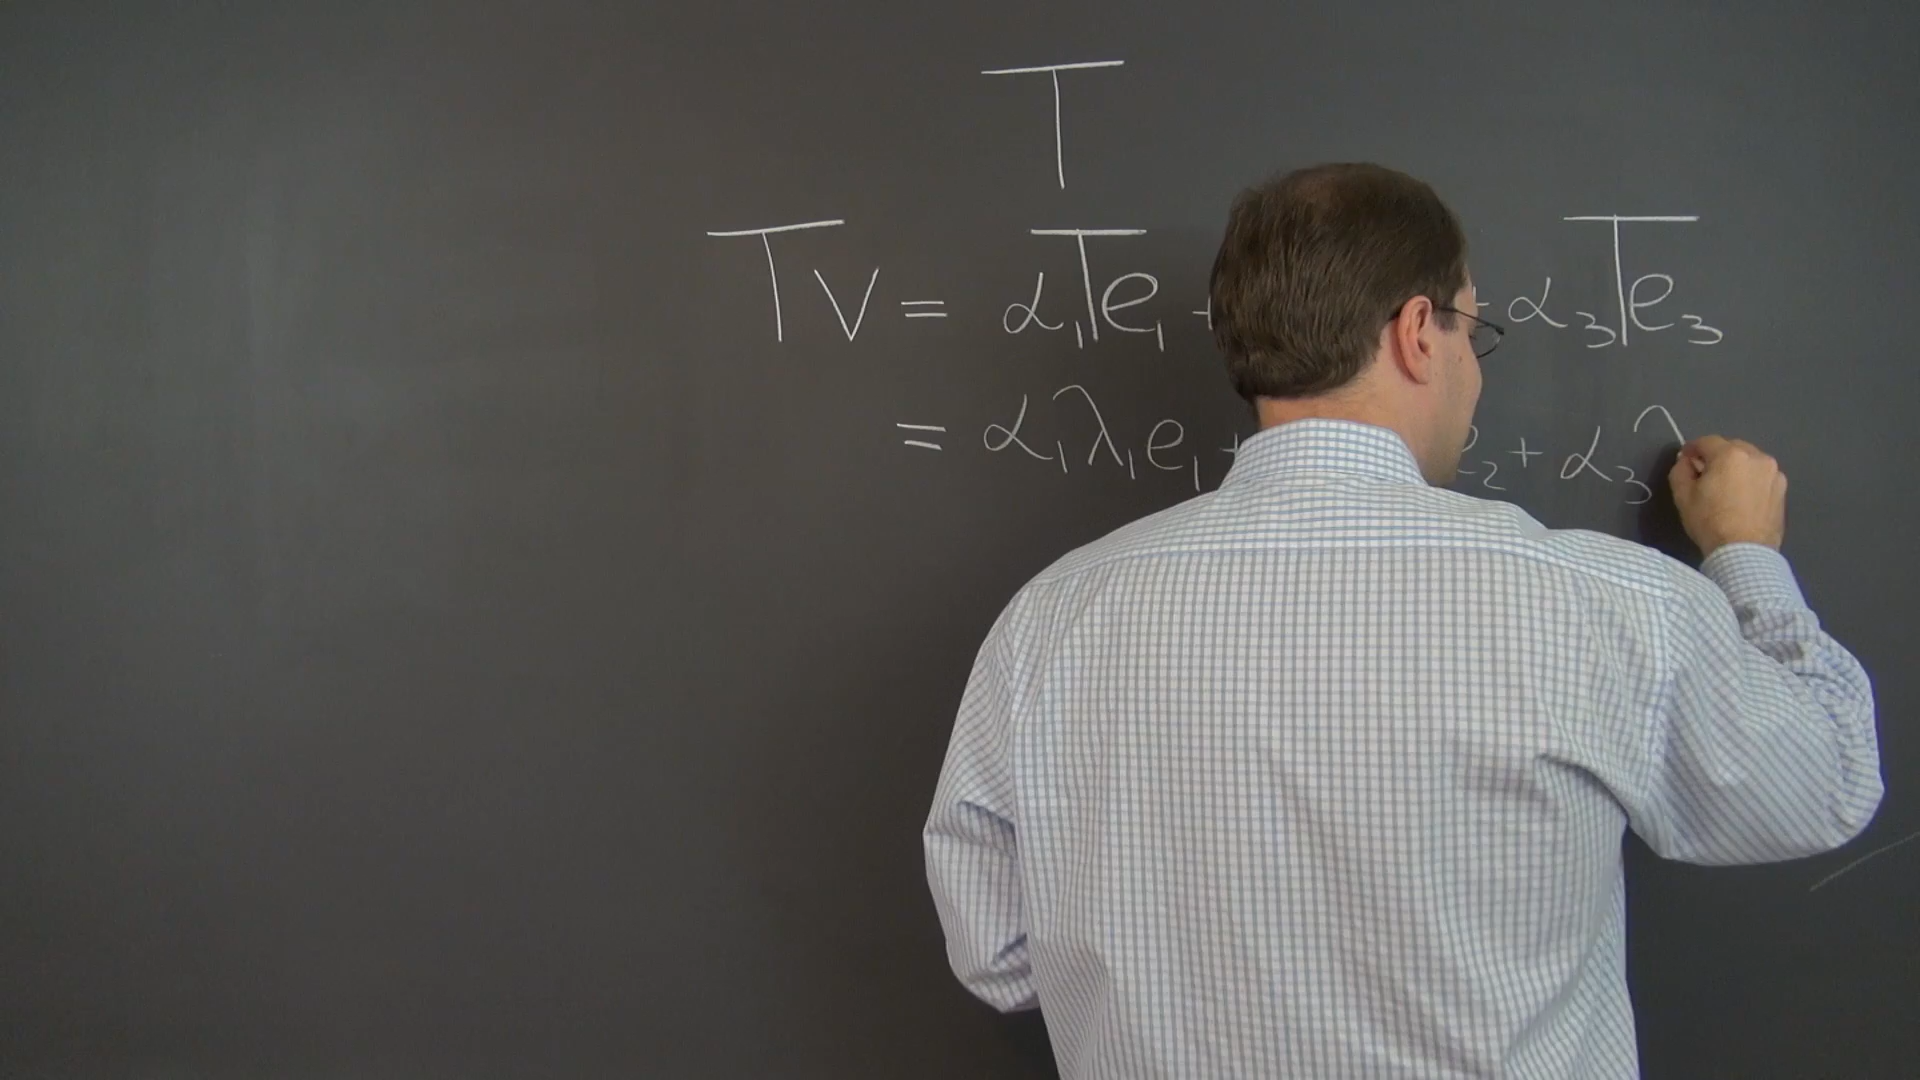 T
Tv = α₁Te₁ + + α₃Te₃
= α₁λ₁e₁ + e₂ + α₃λ